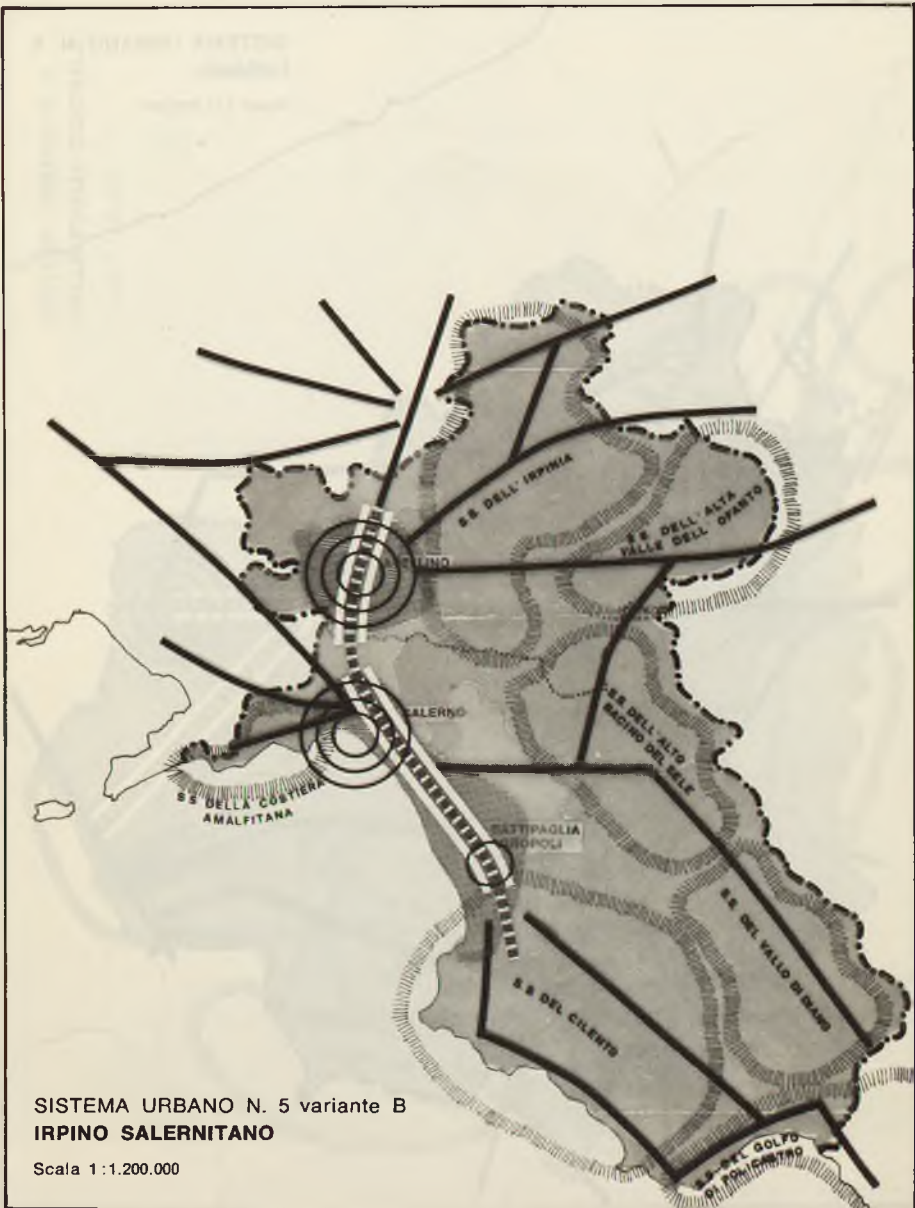 S.S. DELL' IRPINIA
S.S. DELL'ALTA
VALLE DELL' OFANTO
AVELLINO
SALERNO
S.S. DELL'ALTO
BACINO DEL SELE
S.S. DELLA COSTIERA
AMALFITANA
BATTIPAGLIA
EROPOLI
S.S. DEL VALLO DI DIANO
S.S. DEL CILENTO
S.S. DEL GOLFO
DI POLICASTRO
SISTEMA URBANO N. 5 variante B
IRPINO SALERNITANO
Scala 1:1.200.000